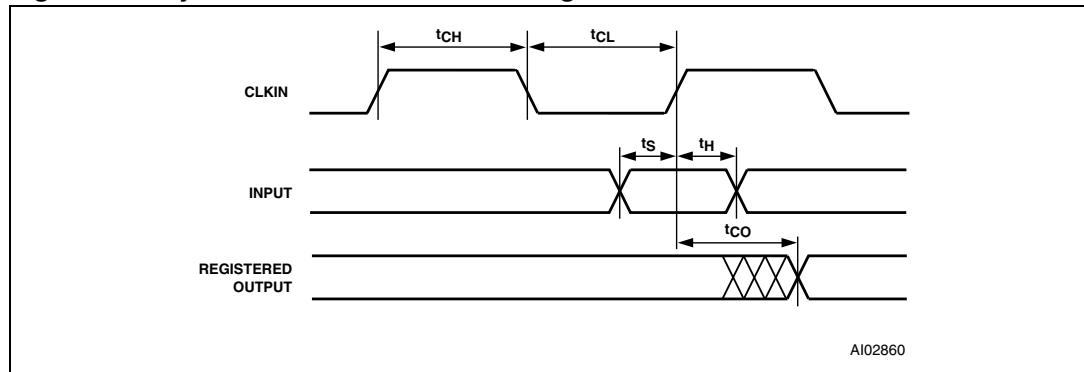 tCH
tCL
CLKIN
tS
tH
INPUT
tCO
REGISTERED
OUTPUT
AI02860